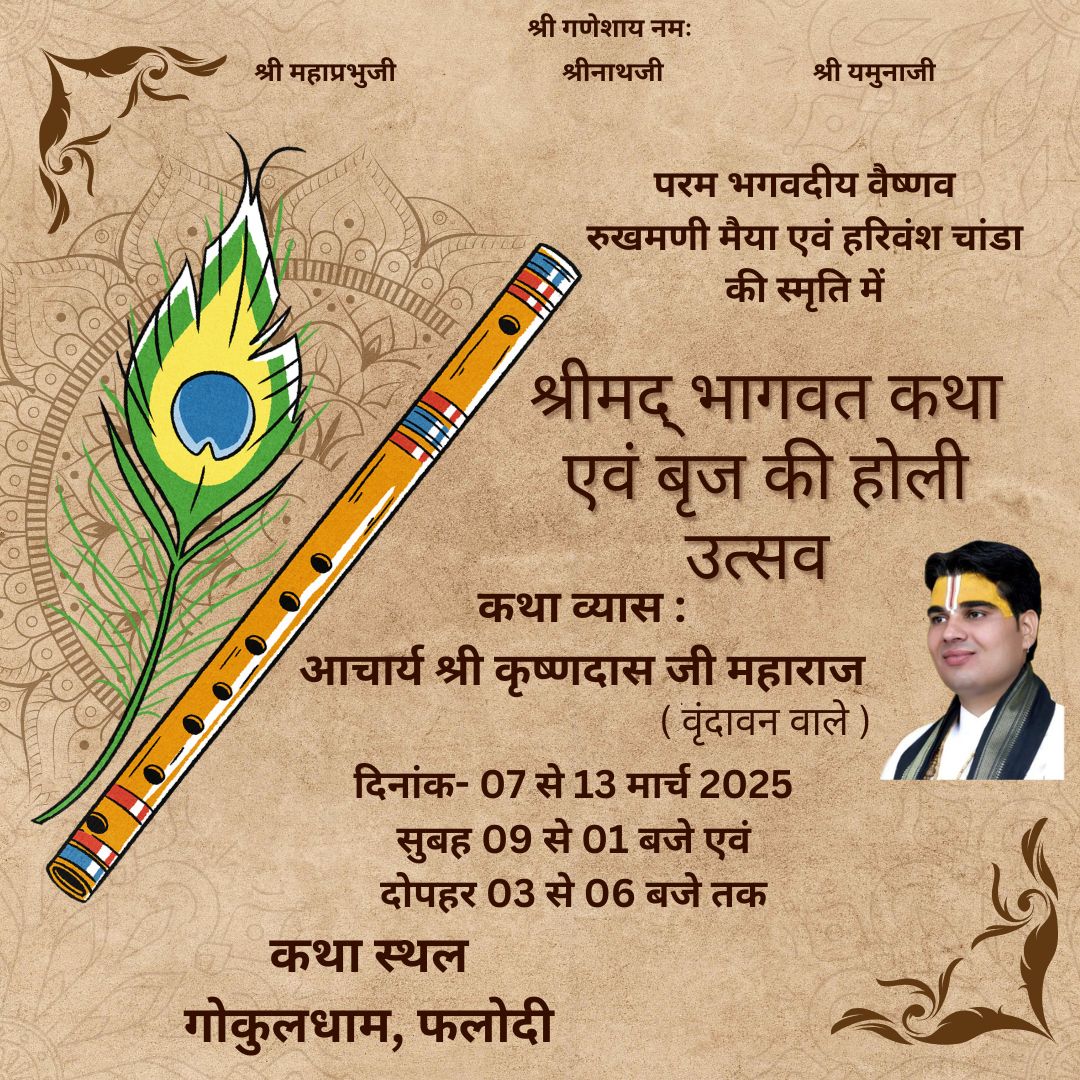 श्री गणेशाय नमः
श्री महाप्रभुजी श्रीनाथजी श्री यमुनाजी
परम भगवदीय वैष्णव
रुखमणी मैया एवं हरिवंश चांडा
की स्मृति में
श्रीमद् भागवत कथा
एवं बृज की होली
उत्सव
कथा व्यास :
आचार्य श्री कृष्णदास जी महाराज
( वृंदावन वाले )
दिनांक- 07 से 13 मार्च 2025
सुबह 09 से 01 बजे एवं
दोपहर 03 से 06 बजे तक
कथा स्थल
गोकुलधाम, फलोदी